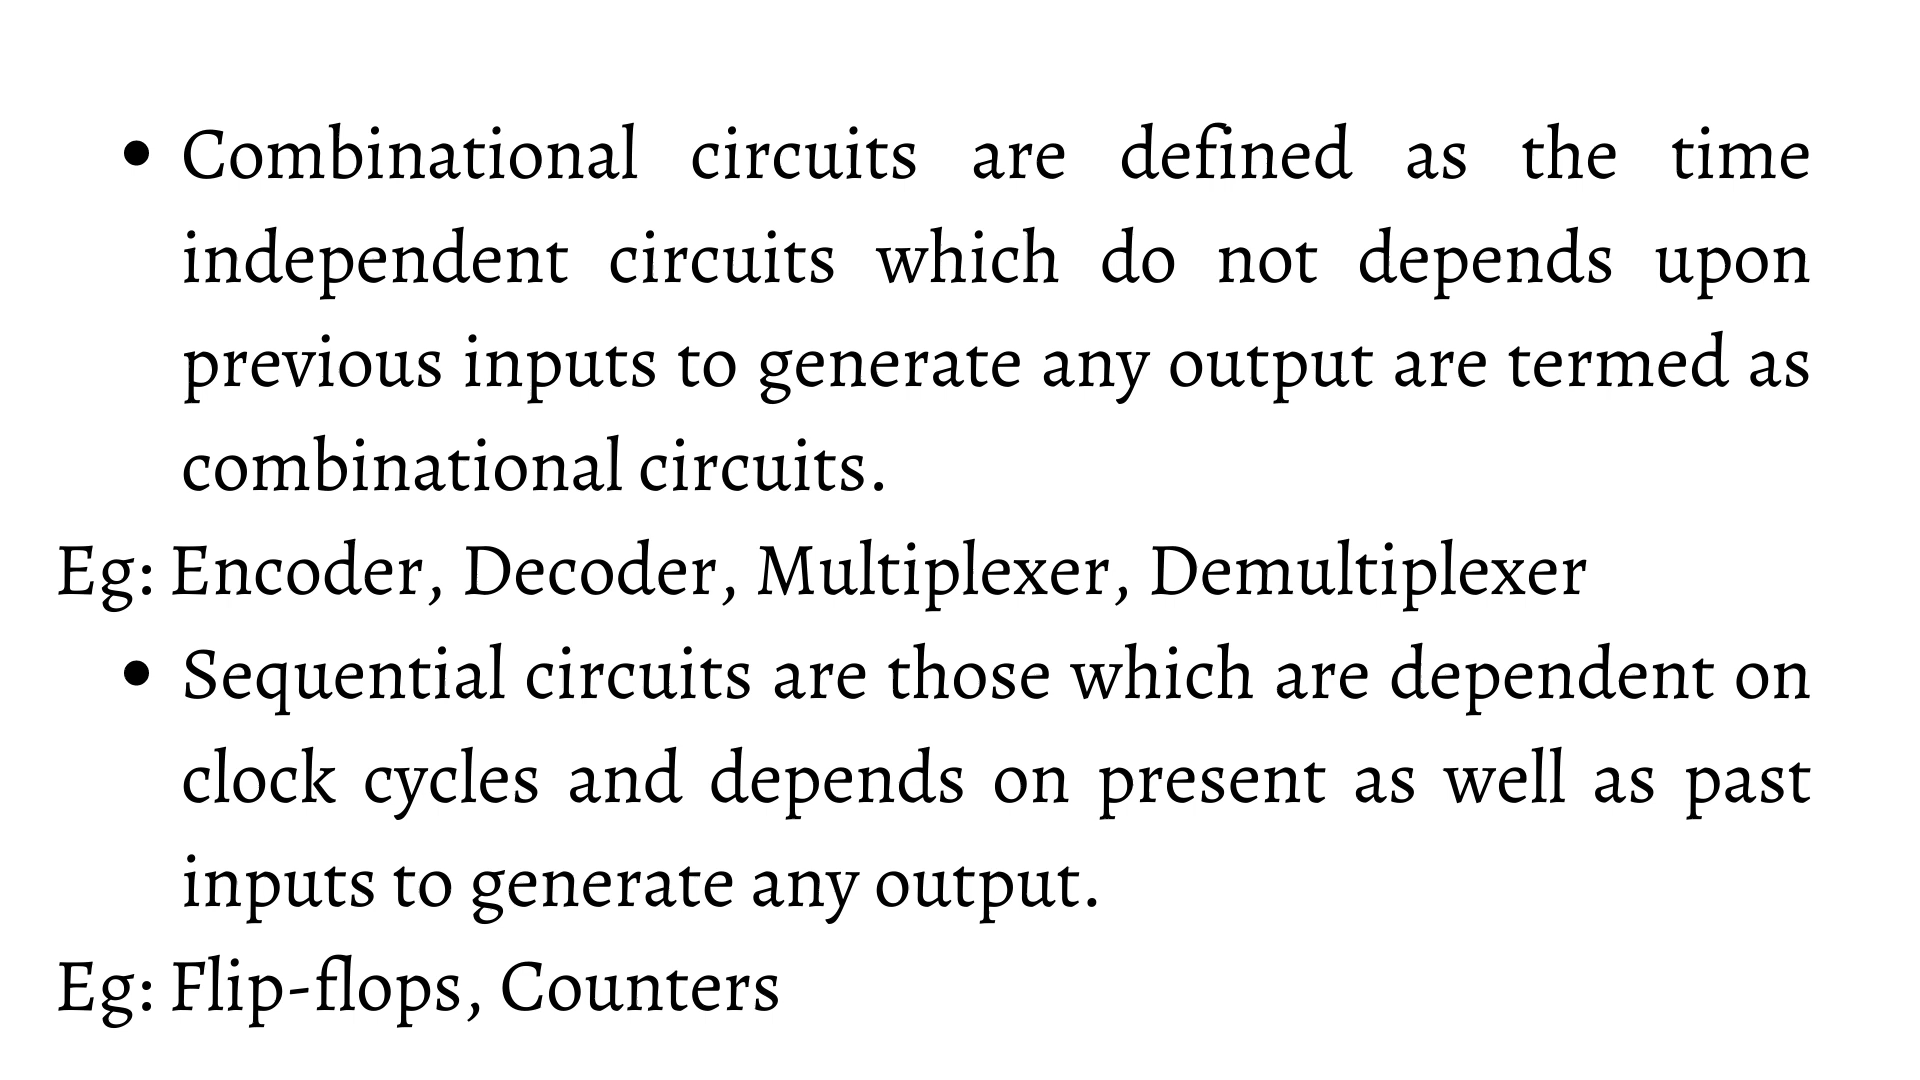 • Combinational circuits are defined as the time
independent circuits which do not depends upon
previous inputs to generate any output are termed as
combinational circuits.
Eg: Encoder, Decoder, Multiplexer, Demultiplexer
• Sequential circuits are those which are dependent on
clock cycles and depends on present as well as past
inputs to generate any output.
Eg: Flip-flops, Counters